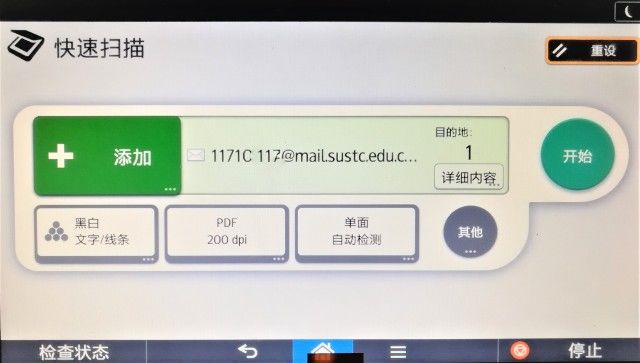 快速扫描
重设
添加
1171C 117@mail.sustc.edu.c...
目的地:
1
详细内容
开始
黑白
文字/线条
PDF
200 dpi
单面
自动检测
其他
检查状态
停止